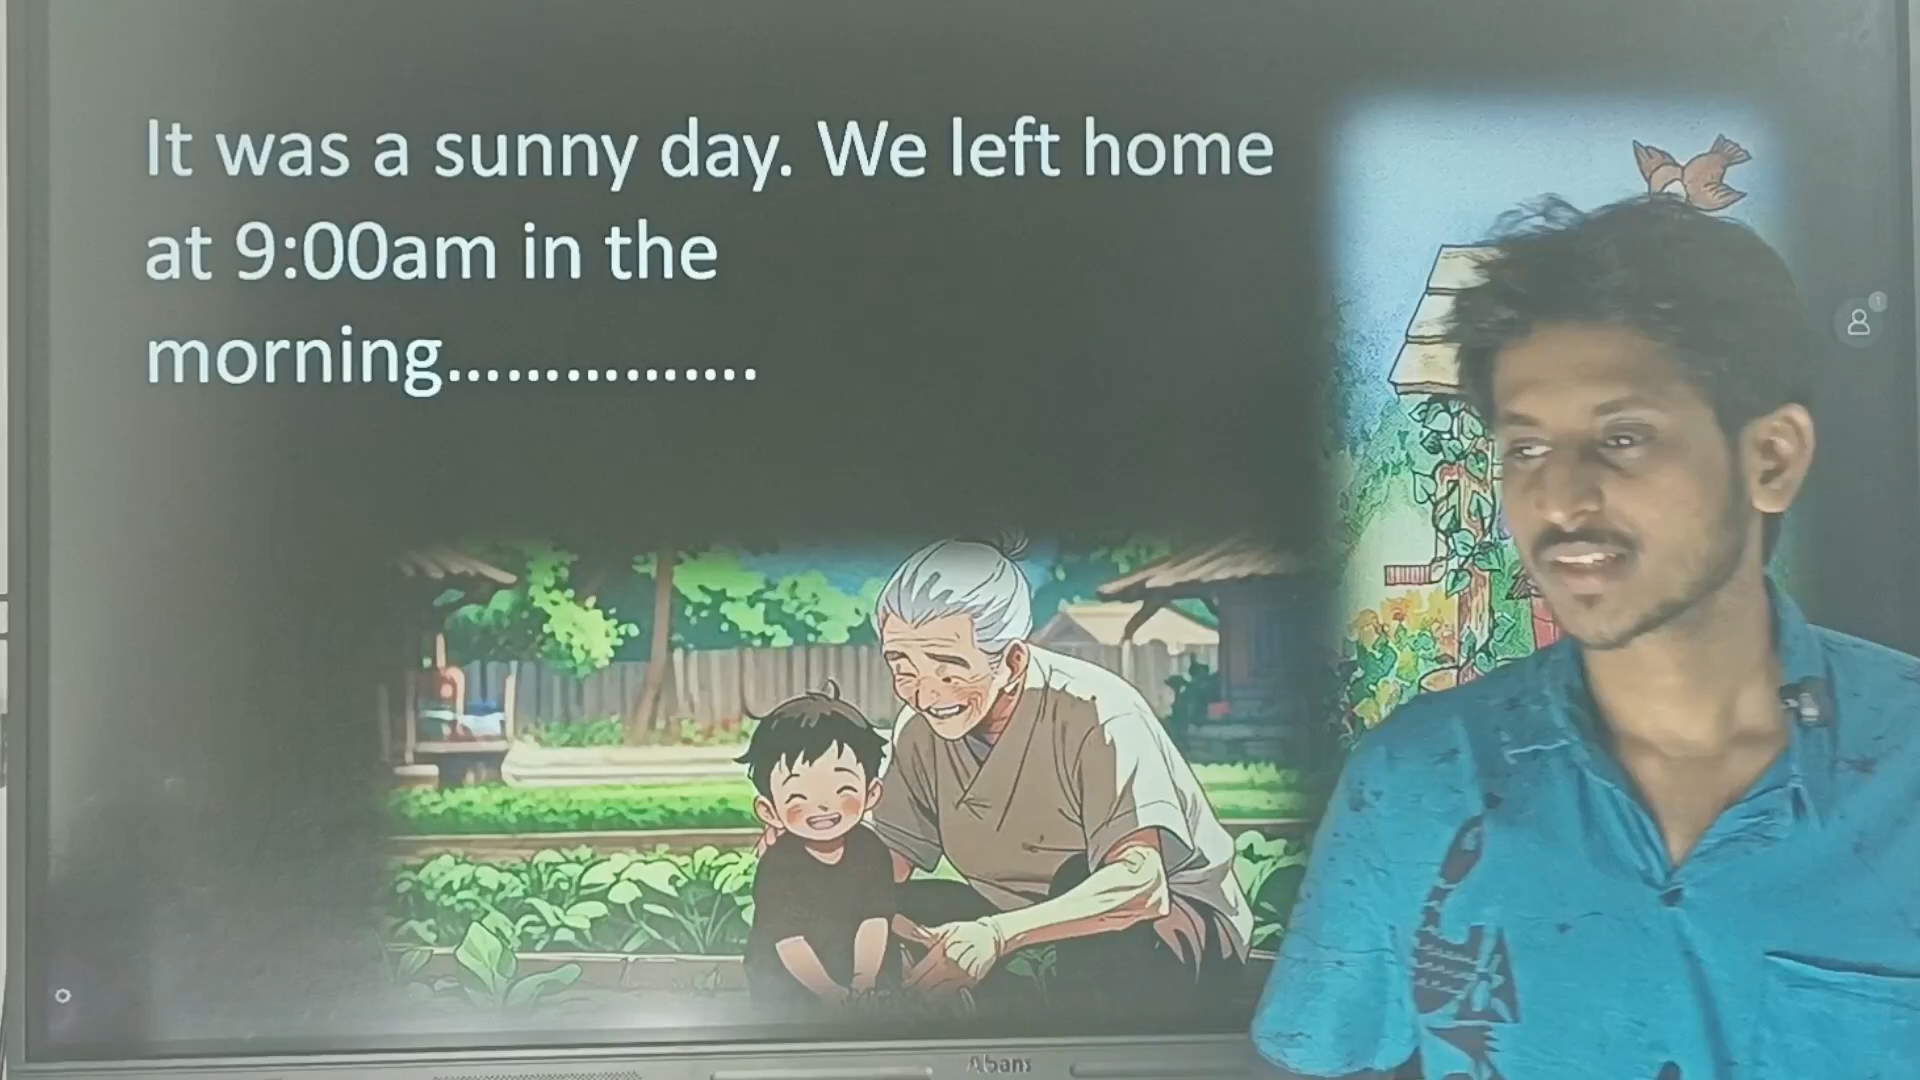 It was a sunny day. We left home
at 9:00am in the
morning................
Abans